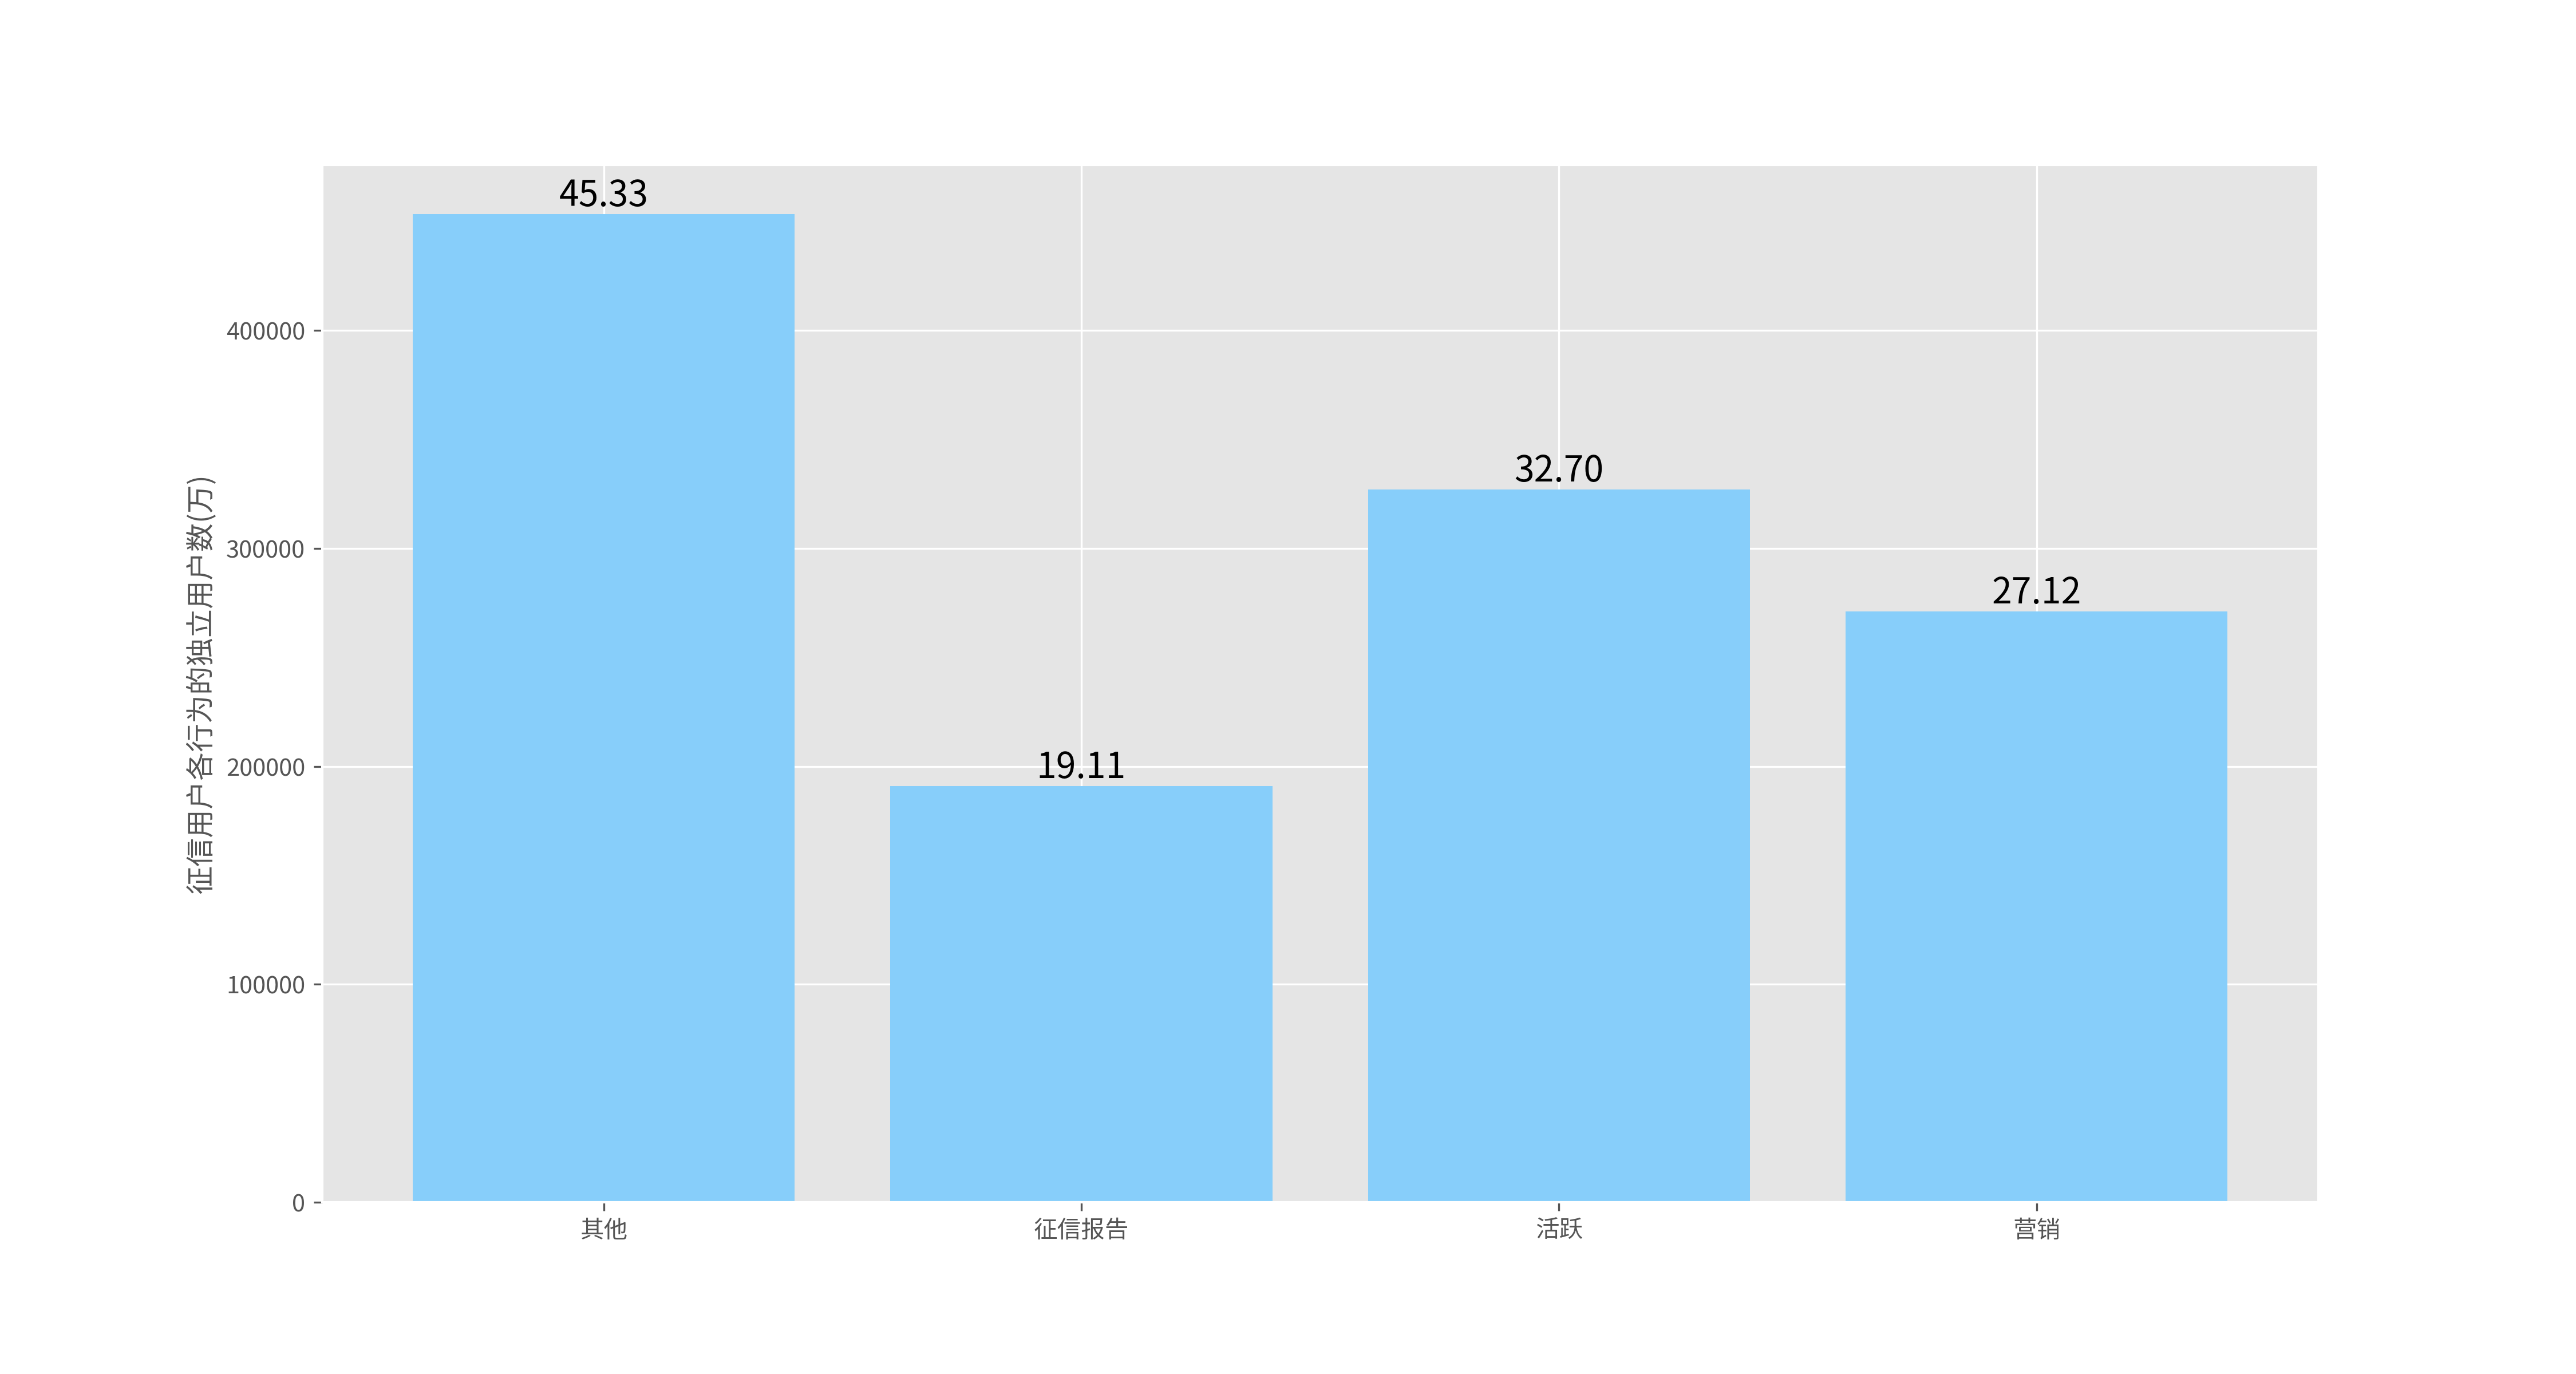 征信用户各行为的独立用户数(万)
400000
300000
200000
100000
0
45.33
19.11
32.70
27.12
其他
征信报告
活跃
营销